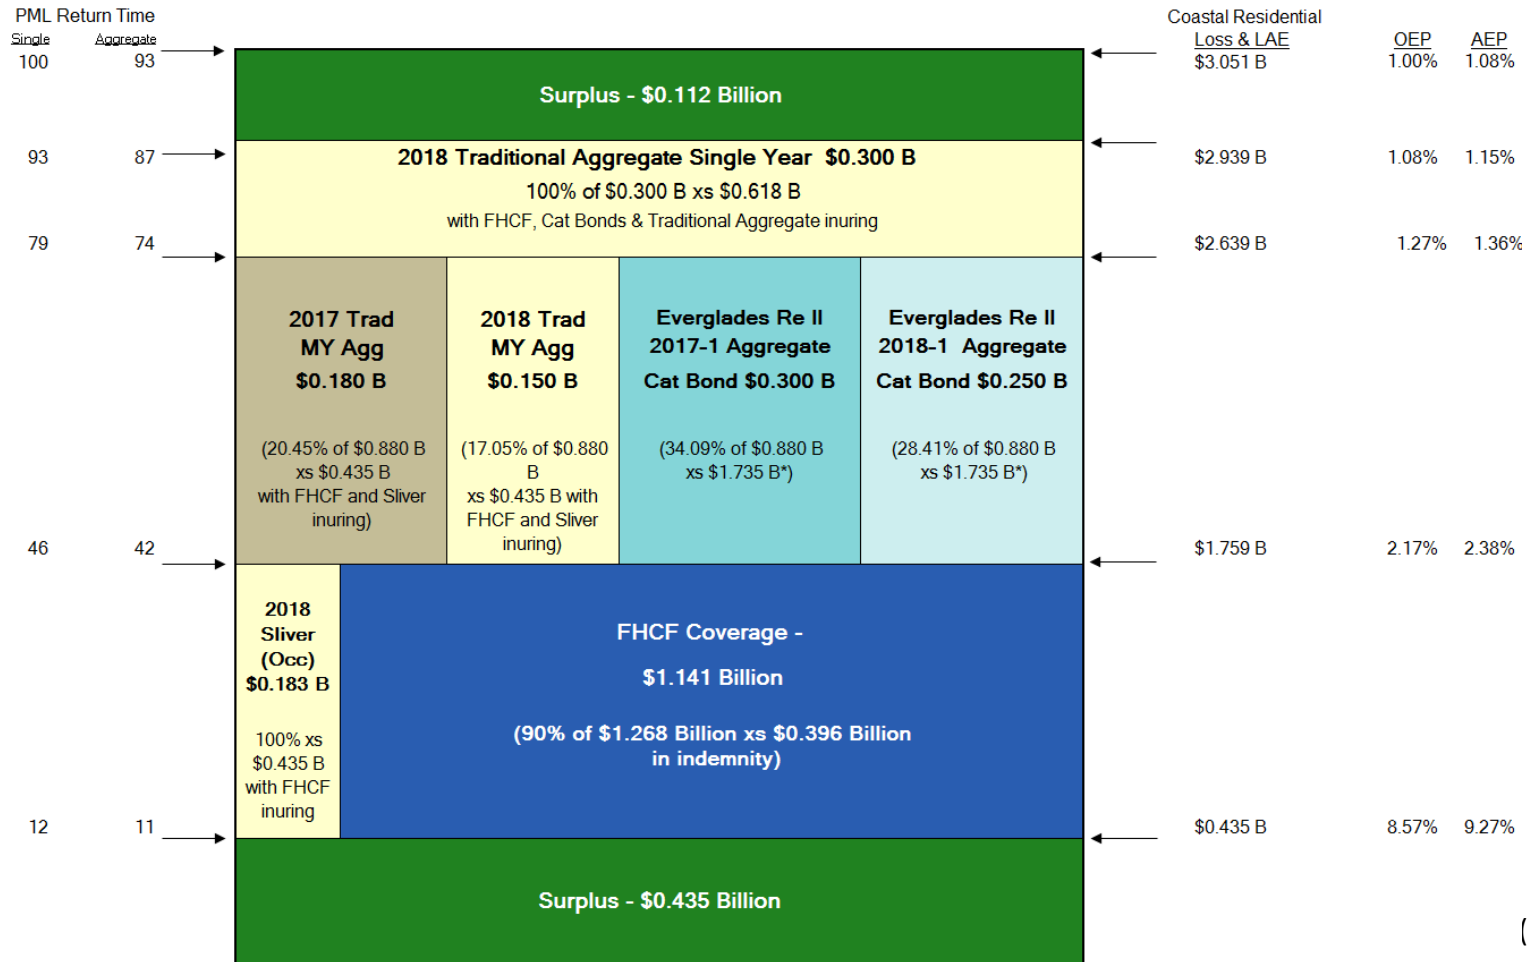 PML Return Time
Single Aggregate
100 93
93 87
79 74
46 42
12 11
Surplus - $0.112 Billion
2018 Traditional Aggregate Single Year $0.300 B
100% of $0.300 B xs $0.618 B
with FHCF, Cat Bonds & Traditional Aggregate inuring
2017 Trad
MY Agg
$0.180 B
(20.45% of $0.880 B
xs $0.435 B
with FHCF and Sliver
inuring)
2018 Trad
MY Agg
$0.150 B
(17.05% of $0.880
B
xs $0.435 B with
FHCF and Sliver
inuring)
Everglades Re II
2017-1 Aggregate
Cat Bond $0.300 B
(34.09% of $0.880 B
xs $1.735 B*)
Everglades Re II
2018-1 Aggregate
Cat Bond $0.250 B
(28.41% of $0.880 B
xs $1.735 B*)
2018
Sliver
(Occ)
$0.183 B
100% xs
$0.435 B
with FHCF
inuring
FHCF Coverage -
$1.141 Billion
(90% of $1.268 Billion xs $0.396 Billion
in indemnity)
Surplus - $0.435 Billion
Coastal Residential
Loss & LAE OEP AEP
$3.051 B 1.00% 1.08%
$2.939 B 1.08% 1.15%
$2.639 B 1.27% 1.36%
$1.759 B 2.17% 2.38%
$0.435 B 8.57% 9.27%
(